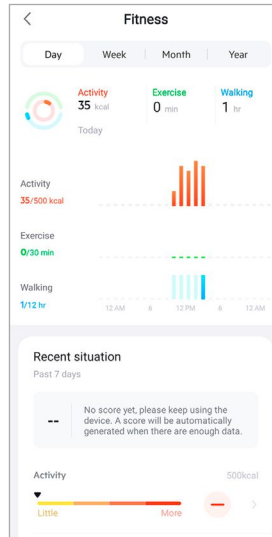 Fitness
Day Week Month Year
Activity Exercise Walking
35 kcal 0 min 1 hr
Today
Activity
35/500 kcal
Exercise
0/30 min
Walking
1/12 hr
12 AM 6 12 PM 6 12 AM
Recent situation
Past 7 days
-- No score yet, please keep using the
device. A score will be automatically
generated when there are enough data.
Activity 500kcal
Little More